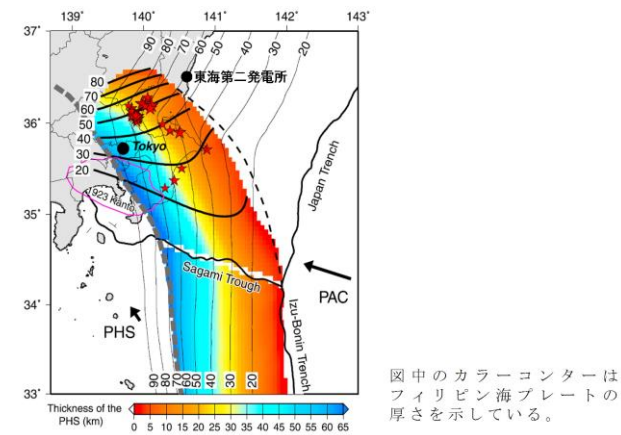 139° 140° 141° 142° 143°
37°
36°
35°
34°
33°
90 80 70 60 50 40 30 20
80
70
60
50
40
30
20
東海第二発電所
Tokyo
1923 Kanto
Japan Trench
Sagami Trough
PAC
PHS
Izu-Bonin Trench
90 80 70 60 50 40 30 20
Thickness of the
PHS (km)
0 5 10 15 20 25 30 35 40 45 50 55 60 65
図中のカラーコンターは
フィリピン海プレートの
厚さを示している。